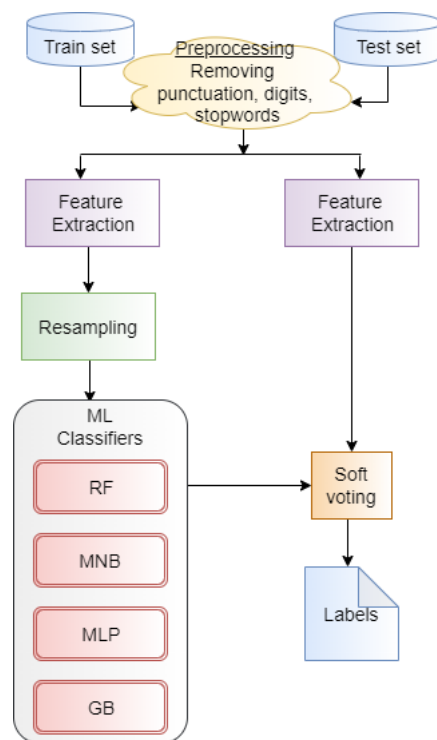 Train set
Test set
Preprocessing
Removing
punctuation, digits,
stopwords
Feature
Extraction
Feature
Extraction
Resampling
ML
Classifiers
RF
MNB
MLP
GB
Soft
voting
Labels